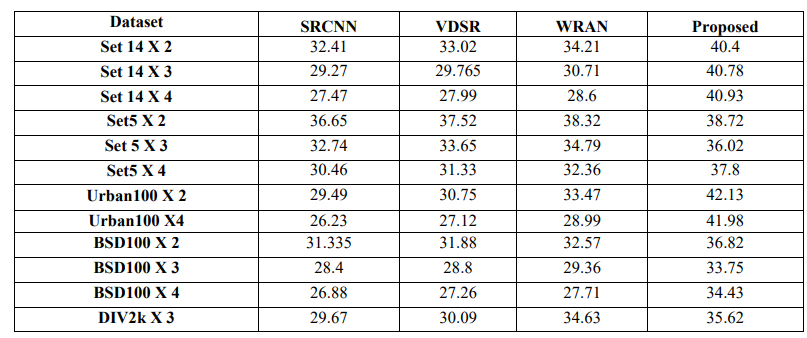 Dataset SRCNN VDSR WRAN Proposed
Set 14 X 2 32.41 33.02 34.21 40.4
Set 14 X 3 29.27 29.765 30.71 40.78
Set 14 X 4 27.47 27.99 28.6 40.93
Set5 X 2 36.65 37.52 38.32 38.72
Set 5 X 3 32.74 33.65 34.79 36.02
Set5 X 4 30.46 31.33 32.36 37.8
Urban100 X 2 29.49 30.75 33.47 42.13
Urban100 X4 26.23 27.12 28.99 41.98
BSD100 X 2 31.335 31.88 32.57 36.82
BSD100 X 3 28.4 28.8 29.36 33.75
BSD100 X 4 26.88 27.26 27.71 34.43
DIV2k X 3 29.67 30.09 34.63 35.62